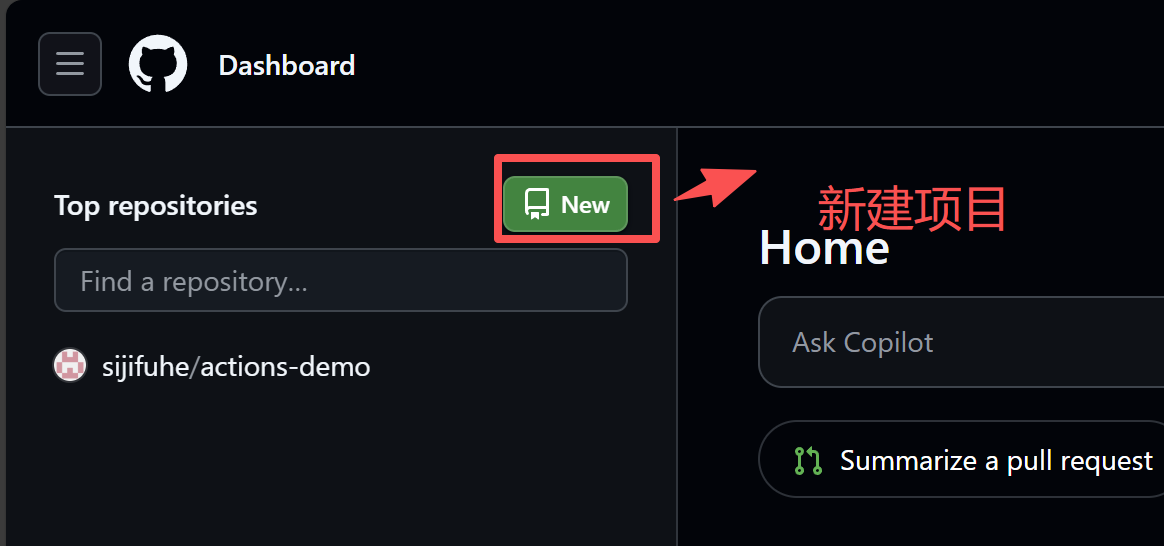 Dashboard
Top repositories
New
新建项目
Home
Find a repository...
Ask Copilot
sijifuhe/actions-demo
Summarize a pull request